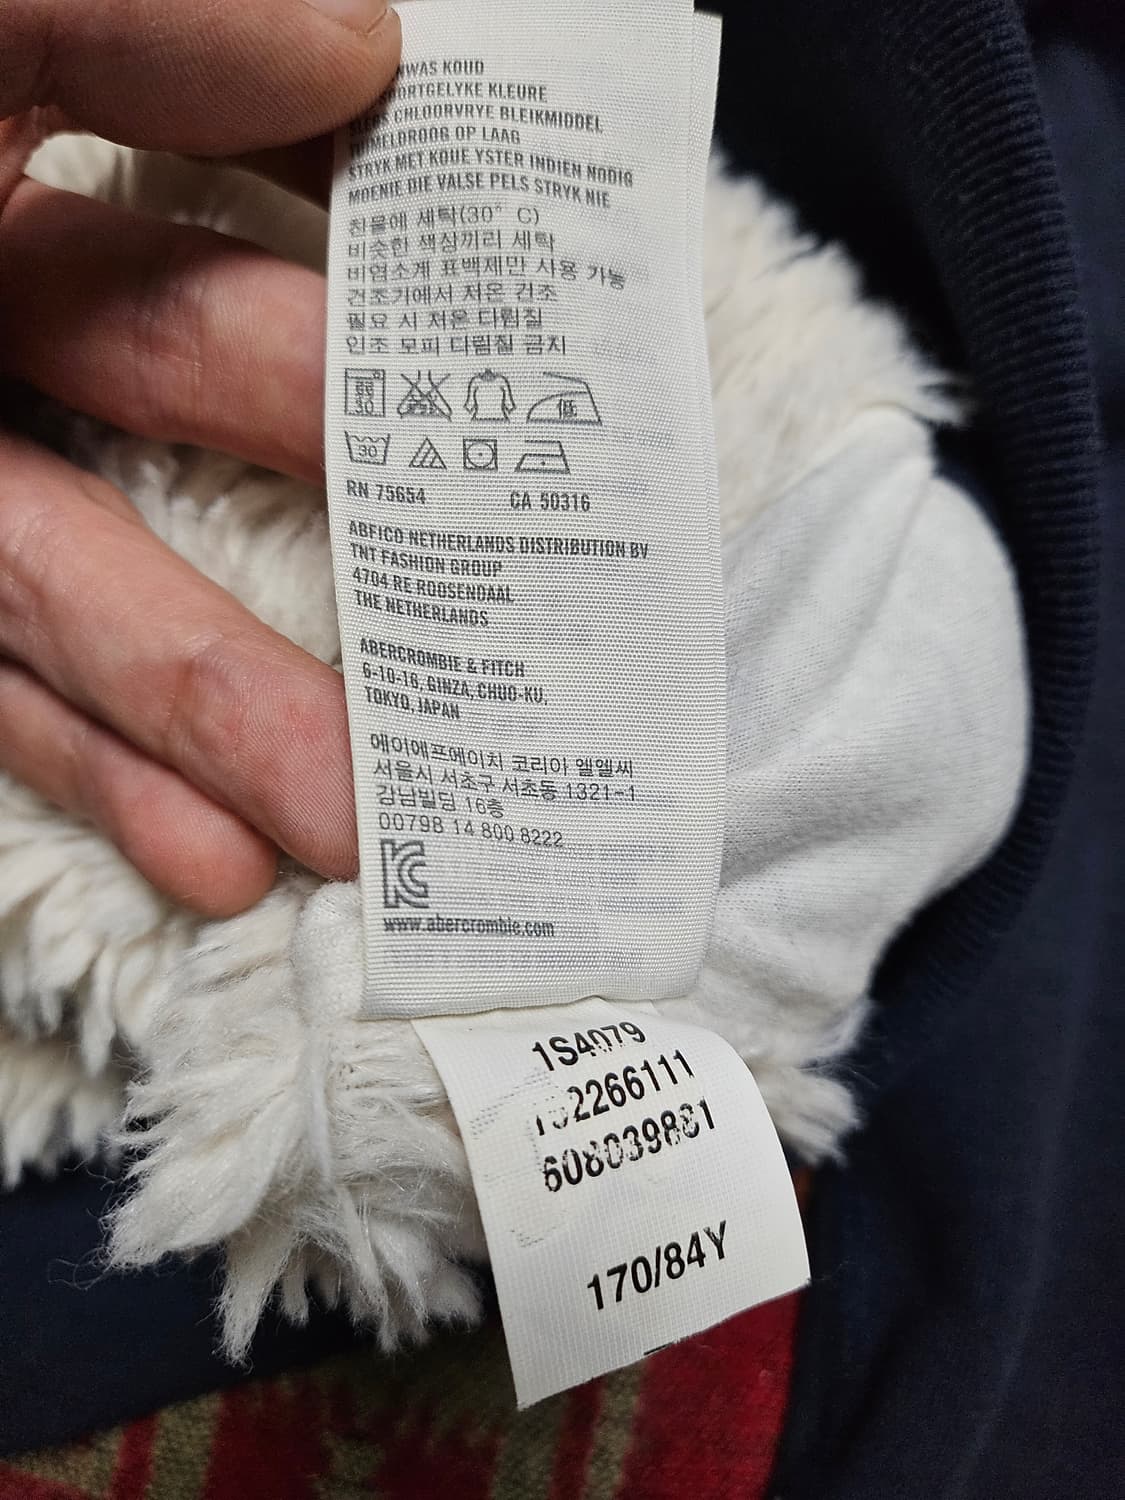 WAS KOUD
SOORTGELYKE KLEURE
SLEGS CHLOORVRYE BLEIKMIDDEL
TUIMELDROOG OP LAAG
STRYK MET KOUE YSTER INDIEN NODIG
MOENIE DIE VALSE PELS STRYK NIE
찬물에 세탁(30° C)
비슷한 색상끼리 세탁
비염소계 표백제만 사용 가능
건조기에서 저온 건조
필요 시 저온 다림질
인조 모피 다림질 금지
弱 30 低
30
RN 75654 CA 50316
ABFICO NETHERLANDS DISTRIBUTION BV
TNT FASHION GROUP
4704 RE ROOSENDAAL
THE NETHERLANDS
ABERCROMBIE & FITCH
6-10-16, GINZA, CHUO-KU,
TOKYO, JAPAN
에이에프에이치 코리아 엘엘씨
서울시 서초구 서초동 1321-1
강남빌딩 16층
00798 14 800 8222
KC
www.abercrombie.com
1S4079
132266111
608039881
170/84Y